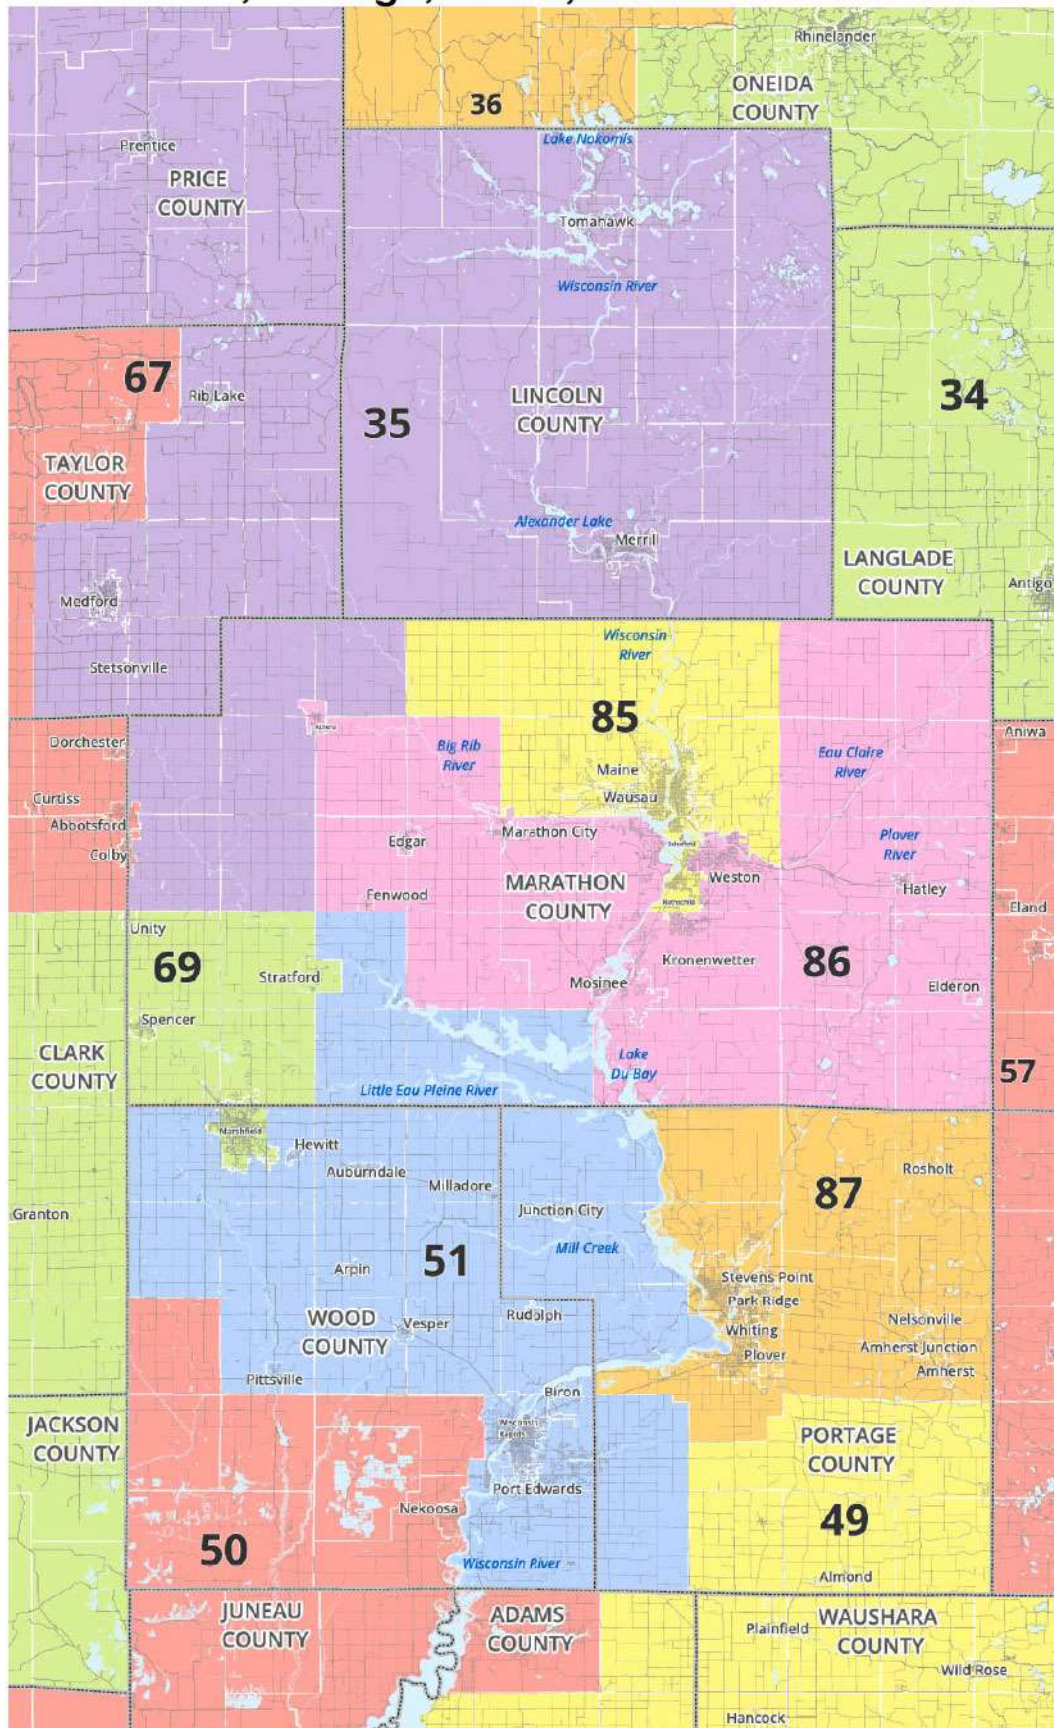 Rhinelander
ONEIDA
COUNTY
36
Lake Nokomis
Prentice
PRICE
COUNTY
Tomahawk
Wisconsin River
67
Rib Lake
35
LINCOLN
COUNTY
34
TAYLOR
COUNTY
Alexander Lake
Merrill
LANGLADE
COUNTY
Antigo
Medford
Stetsonville
Wisconsin
River
85
Athens
Dorchester
Big Rib
River
Eau Claire
River
Aniwa
Maine
Wausau
Curtiss
Abbotsford
Colby
Edgar
Marathon City
Schofield
Plover
River
Weston
MARATHON
COUNTY
Fenwood
Rothschild
Hatley
Eland
Unity
69
Stratford
Kronenwetter
86
Mosinee
Elderon
Spencer
CLARK
COUNTY
Lake
Du Bay
57
Little Eau Pleine River
Marshfield
Hewitt
Auburndale
Milladore
Rosholt
87
Granton
Junction City
Mill Creek
51
Arpin
Stevens Point
Park Ridge
WOOD
COUNTY
Vesper
Rudolph
Whiting
Plover
Nelsonville
Amherst Junction
Amherst
Pittsville
Biron
JACKSON
COUNTY
Wisconsin
Rapids
PORTAGE
COUNTY
Port Edwards
Nekoosa
49
50
Wisconsin River
Almond
JUNEAU
COUNTY
ADAMS
COUNTY
Plainfield
WAUSHARA
COUNTY
Wild Rose
Hancock